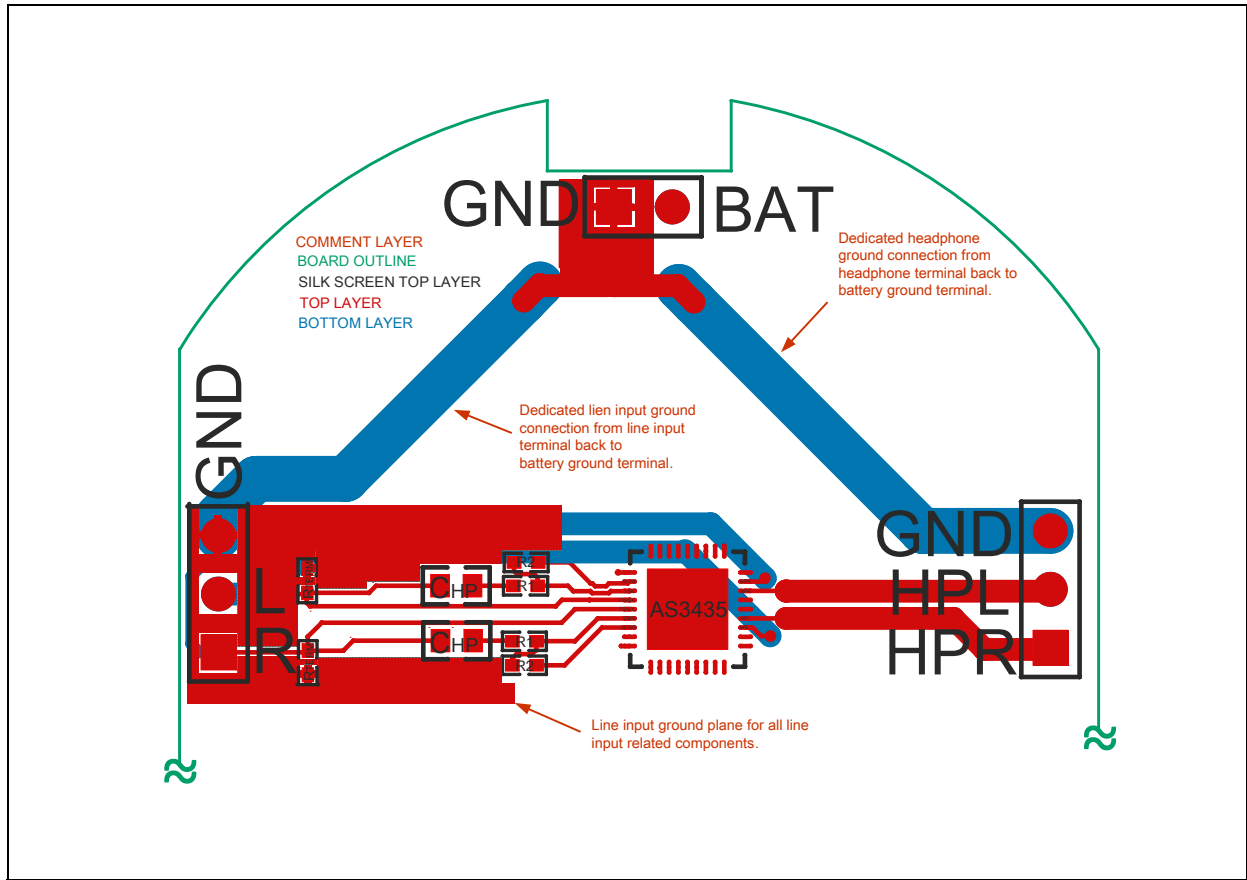 GND
BAT
COMMENT LAYER
BOARD OUTLINE
SILK SCREEN TOP LAYER
TOP LAYER
BOTTOM LAYER
Dedicated headphone
ground connection from
headphone terminal back to
battery ground terminal.
Dedicated lien input ground
connection from line input
terminal back to
battery ground terminal.
GND
L
R
CHP
CHP
R2
R1
R1
R2
AS3435
GND
HPL
HPR
Line input ground plane for all line
input related components.